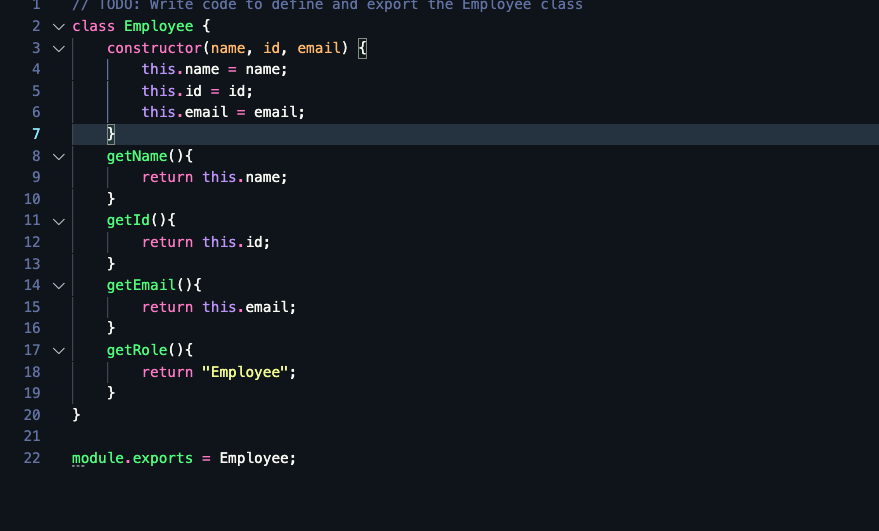 1 // TODO: Write code to define and export the Employee class
2 class Employee {
3 constructor(name, id, email) {
4 this.name = name;
5 this.id = id;
6 this.email = email;
7 }
8 getName(){
9 return this.name;
10 }
11 getId(){
12 return this.id;
13 }
14 getEmail(){
15 return this.email;
16 }
17 getRole(){
18 return "Employee";
19 }
20 }
21
22 module.exports = Employee;